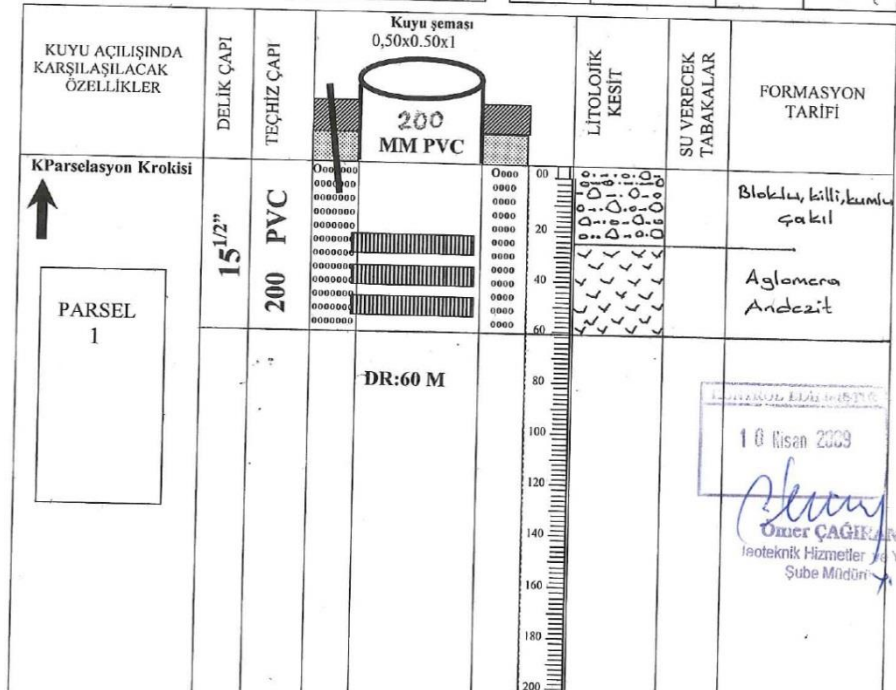 KUYU AÇILIŞINDA
KARŞILAŞILACAK
ÖZELLİKLER
DELİK ÇAPI
TEÇHİZ ÇAPI
Kuyu şeması
0,50x0.50x1
200
MM PVC
LİTOLOJİK
KESİT
SU VERECEK
TABAKALAR
FORMASYON
TARİFİ
KParselasyon Krokisi
PARSEL
1
15 1/2”
200 PVC
00
20
40
60
80
100
120
140
160
180
200
DR:60 M
Bloklu, killi, kumlu
çakıl
Aglomera
Andezit
10 Nisan 2009
Ömer ÇAĞIRAN
Hizmetler
Şube Müdürü